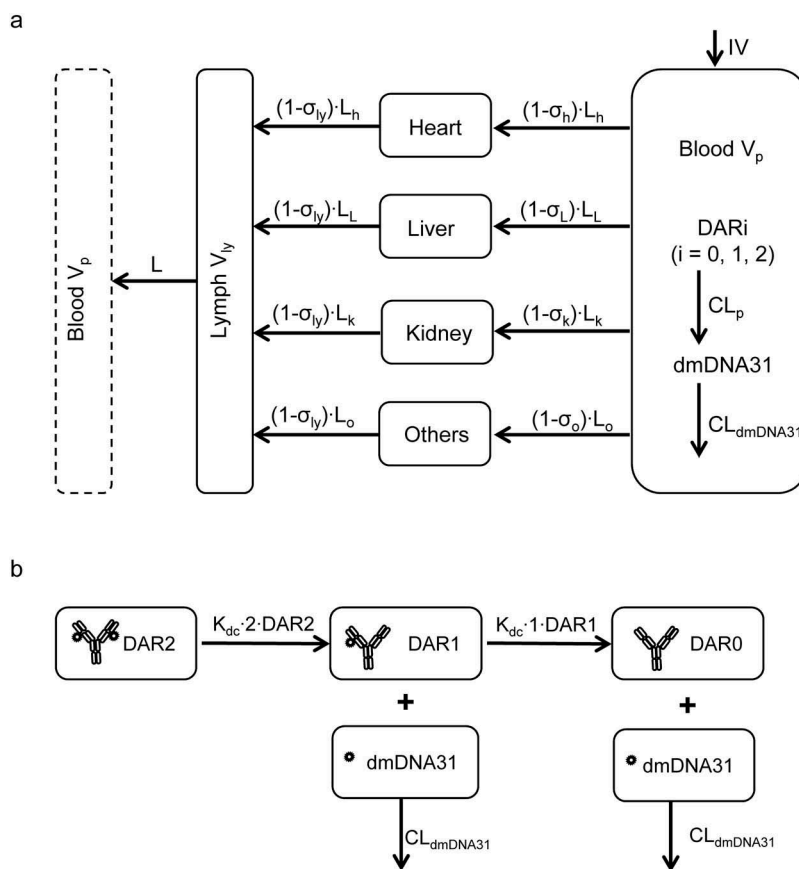 a
IV
(1-σly)·Lh
Heart
(1-σh)·Lh
Blood Vp
(1-σly)·LL
Liver
(1-σL)·LL
DARi
(i = 0, 1, 2)
Blood Vp
L
Lymph Vly
CLp
(1-σly)·Lk
Kidney
(1-σk)·Lk
dmDNA31
(1-σly)·Lo
Others
(1-σo)·Lo
CLdmDNA31
b
DAR2
Kdc·2·DAR2
DAR1
Kdc·1·DAR1
DAR0
+
+
dmDNA31
dmDNA31
CLdmDNA31
CLdmDNA31